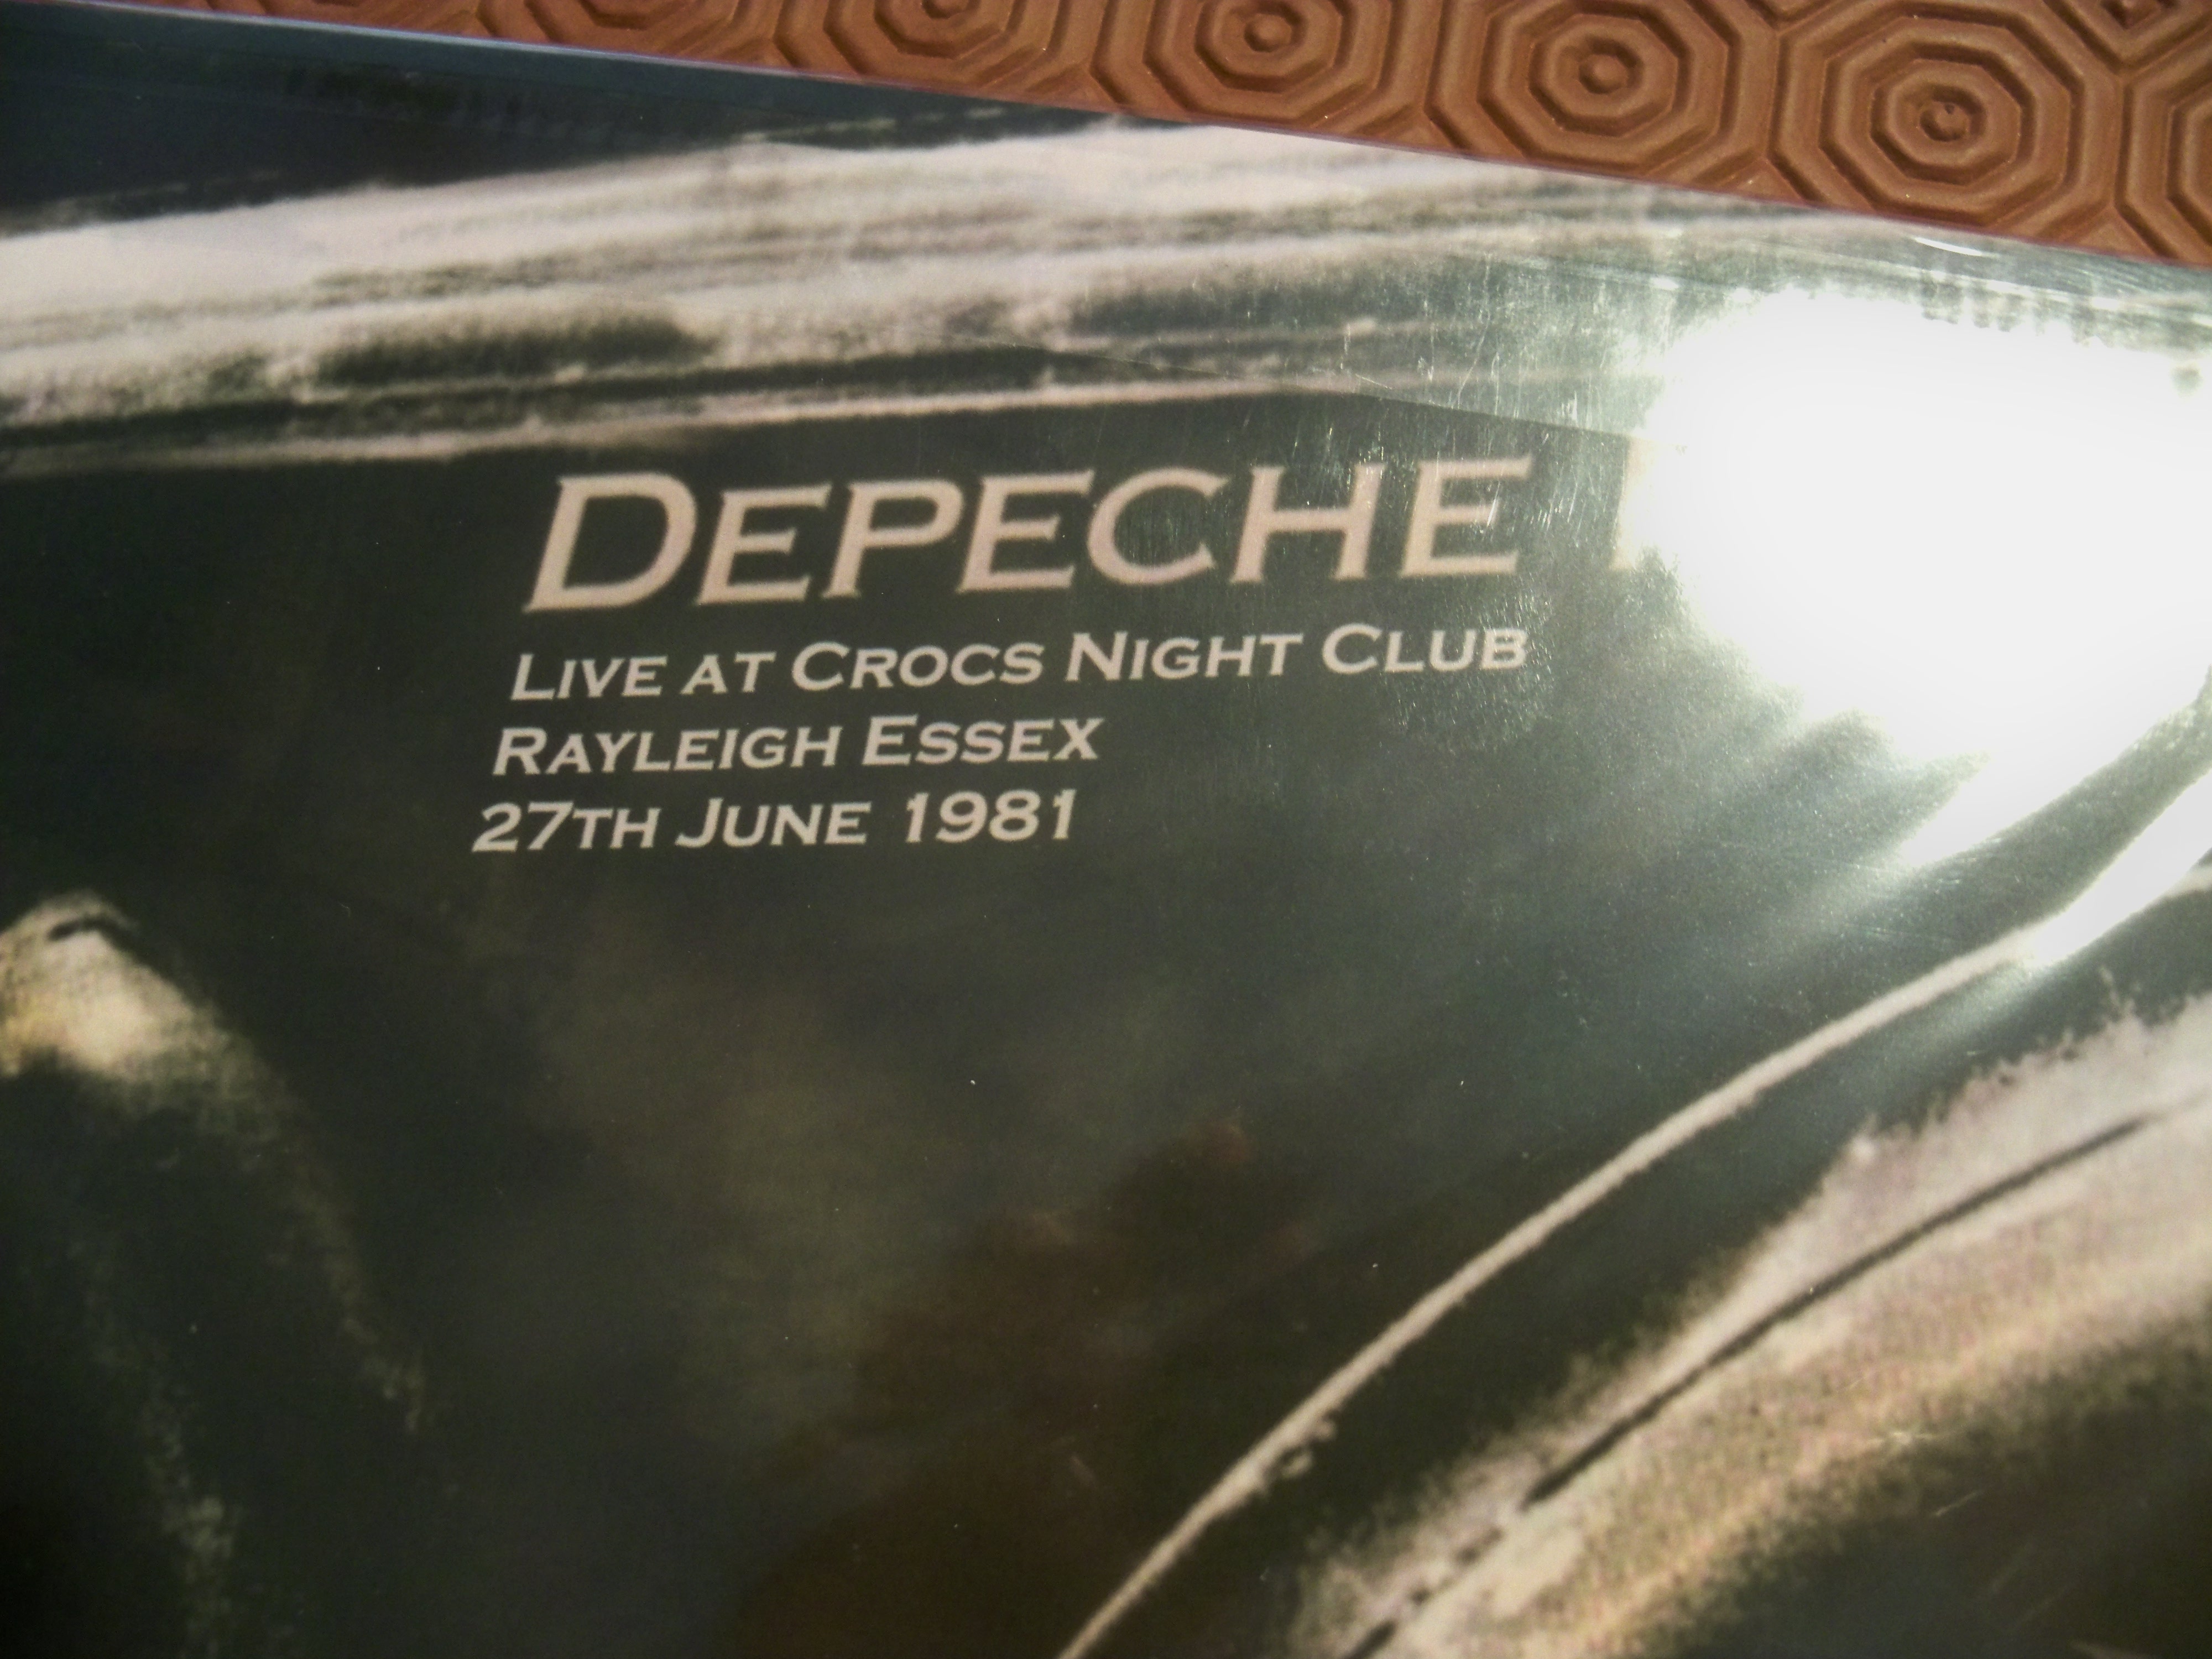 DEPECHE
LIVE AT CROCS NIGHT CLUB
RAYLEIGH ESSEX
27TH JUNE 1981